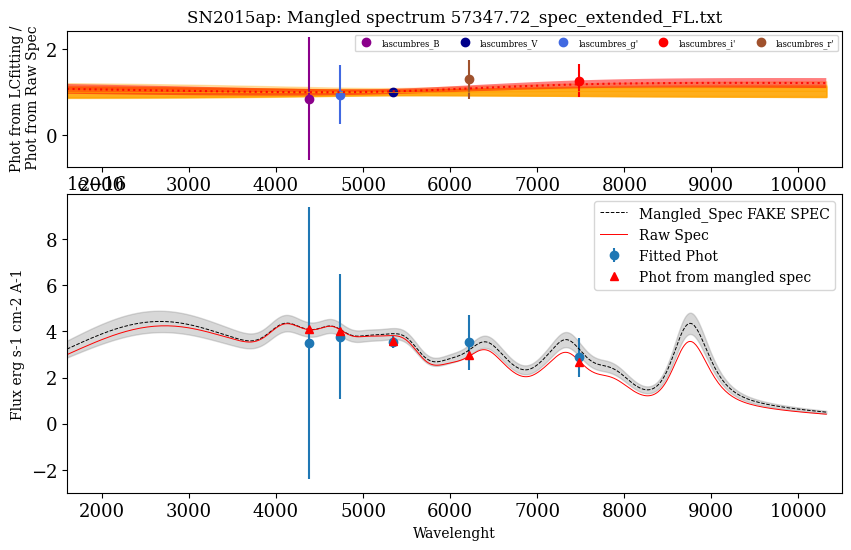 SN2015ap: Mangled spectrum 57347.72_spec_extended_FL.txt
Phot from LCfitting /
Phot from Raw Spec
2
0
lascumbres_B
lascumbres_V
lascumbres_g'
lascumbres_i'
lascumbres_r'
2000 3000 4000 5000 6000 7000 8000 9000 10000
1e−16
Flux erg s-1 cm-2 A-1
8
6
4
2
0
−2
Mangled_Spec FAKE SPEC
Raw Spec
Fitted Phot
Phot from mangled spec
2000 3000 4000 5000 6000 7000 8000 9000 10000
Wavelenght